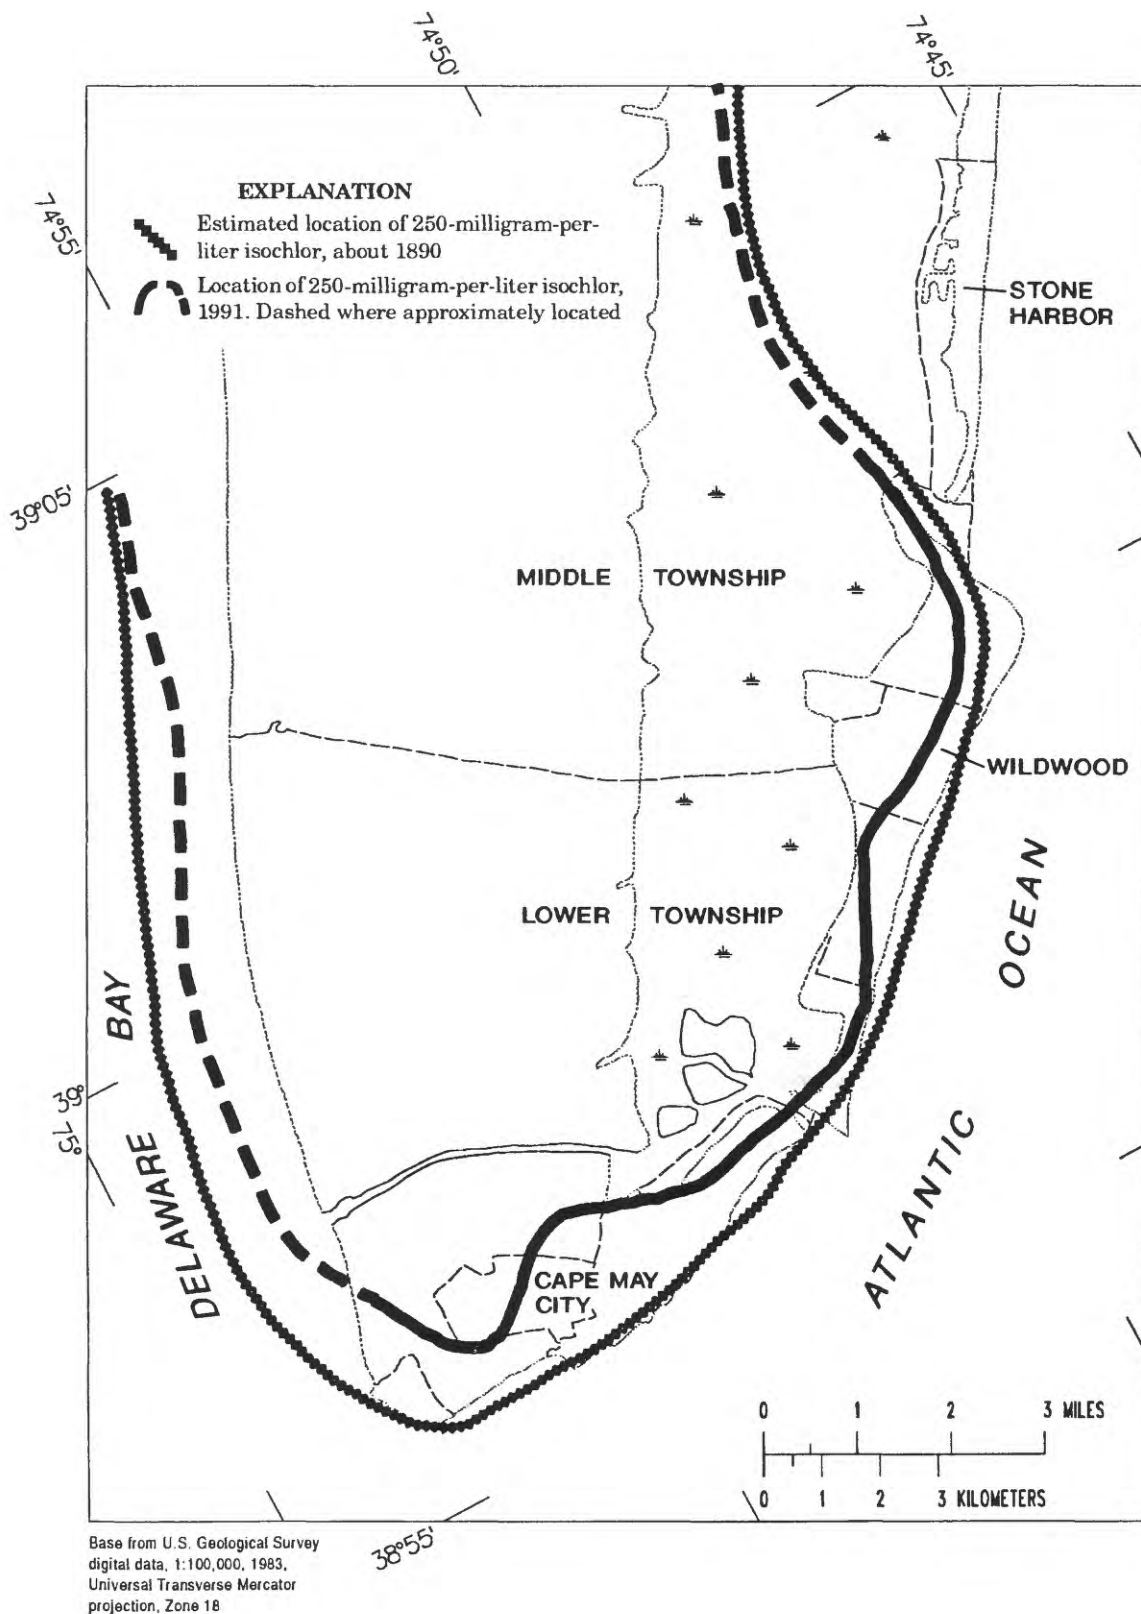 74°50'
74°45'
EXPLANATION
Estimated location of 250-milligram-per-
liter isochlor, about 1890
Location of 250-milligram-per-liter isochlor,
1991. Dashed where approximately located
74°55'
STONE
HARBOR
39°05'
MIDDLE TOWNSHIP
WILDWOOD
LOWER TOWNSHIP
OCEAN
BAY
39°
75°
DELAWARE
ATLANTIC
CAPE MAY
CITY
0 1 2 3 MILES
0 1 2 3 KILOMETERS
38°55'
Base from U.S. Geological Survey
digital data, 1:100,000, 1983,
Universal Transverse Mercator
projection, Zone 18